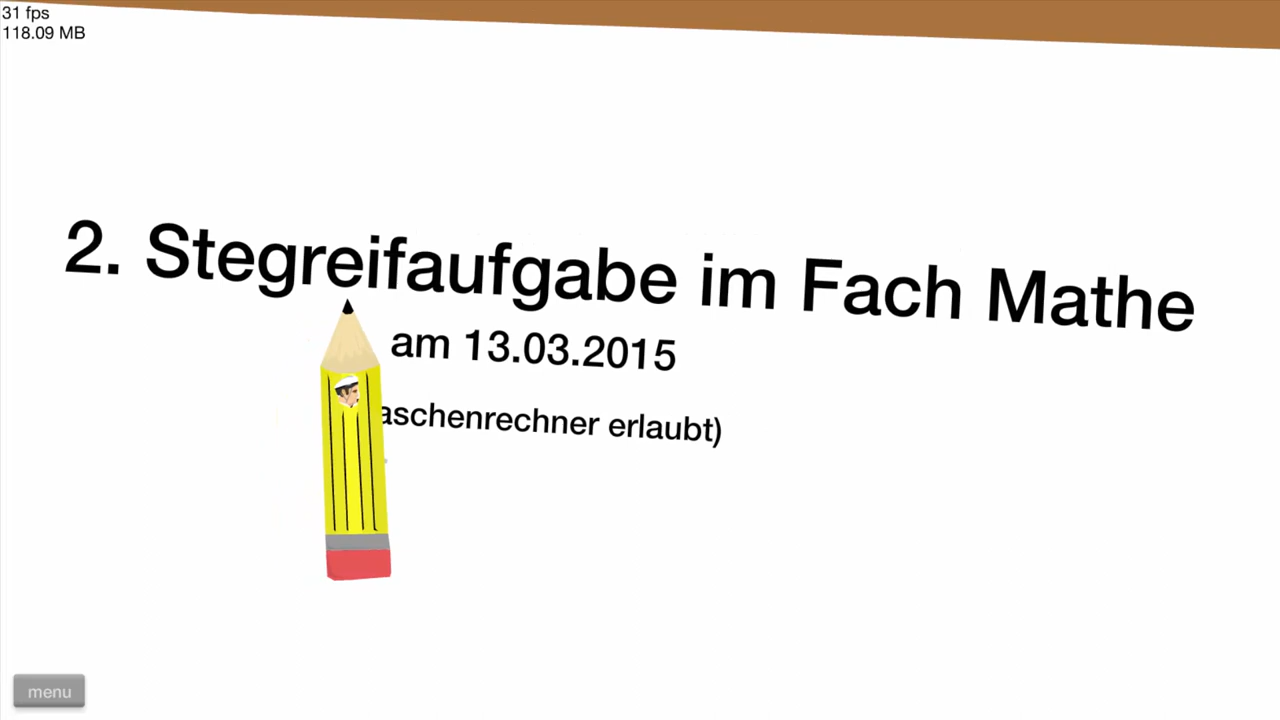 31 fps
118.09 MB
2. Stegreifaufgabe im Fach Mathe
am 13.03.2015
aschenrechner erlaubt)
menu